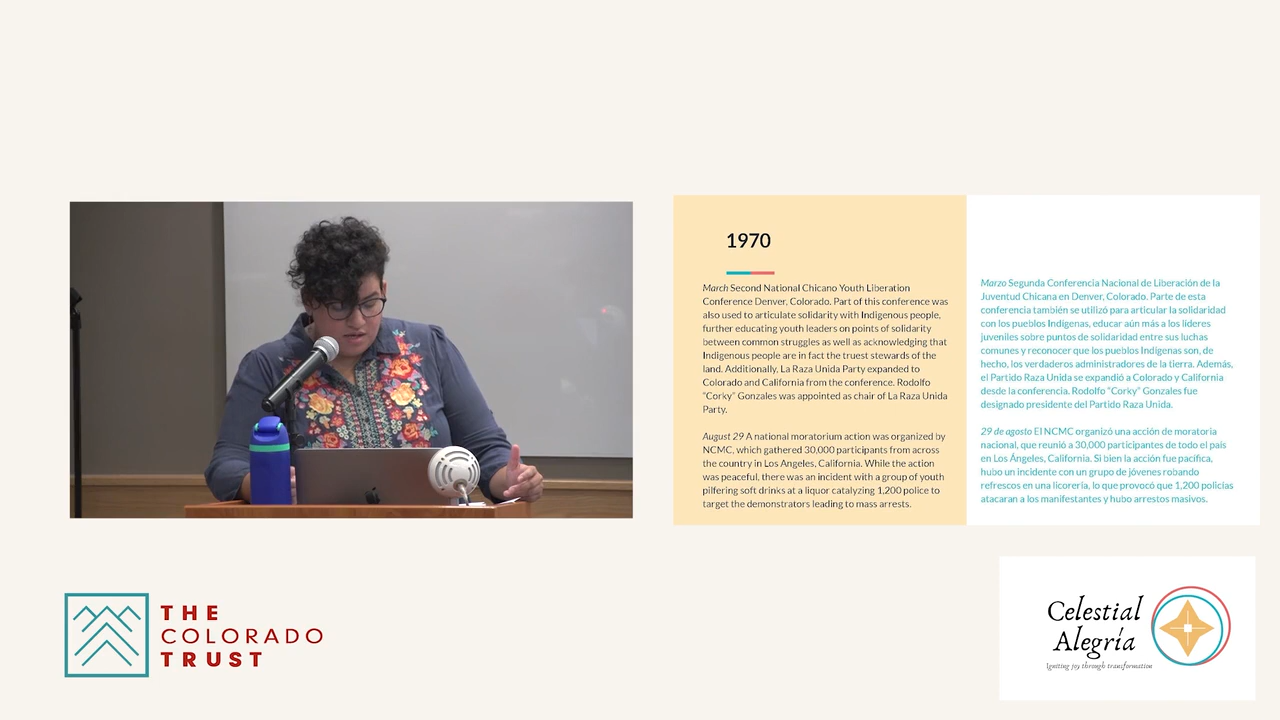 1970
March Second National Chicano Youth Liberation
Conference Denver, Colorado. Part of this conference was
also used to articulate solidarity with Indigenous people,
further educating youth leaders on points of solidarity
between common struggles as well as acknowledging that
Indigenous people are in fact the truest stewards of the
land. Additionally, La Raza Unida Party expanded to
Colorado and California from the conference. Rodolfo
"Corky" Gonzales was appointed as chair of La Raza Unida
Party.
August 29 A national moratorium action was organized by
NCMC, which gathered 30,000 participants from across
the country in Los Angeles, California. While the action
was peaceful, there was an incident with a group of youth
pilfering soft drinks at a liquor catalyzing 1,200 police to
target the demonstrators leading to mass arrests.
Marzo Segunda Conferencia Nacional de Liberación de la
Juventud Chicana en Denver, Colorado. Parte de esta
conferencia también se utilizó para articular la solidaridad
con los pueblos Indígenas, educar aún más a los líderes
juveniles sobre puntos de solidaridad entre sus luchas
comunes y reconocer que los pueblos Indígenas son, de
hecho, los verdaderos administradores de la tierra. Además,
el Partido Raza Unida se expandió a Colorado y California
desde la conferencia. Rodolfo "Corky" Gonzales fue
designado presidente del Partido Raza Unida.
29 de agosto El NCMC organizó una acción de moratoria
nacional, que reunió a 30,000 participantes de todo el país
en Los Ángeles, California. Si bien la acción fue pacífica,
hubo un incidente con un grupo de jóvenes robando
refrescos en una licorería, lo que provocó que 1,200 policías
atacaran a los manifestantes y hubo arrestos masivos.
THE
COLORADO
TRUST
Celestial
Alegría
Igniting joy through transformation